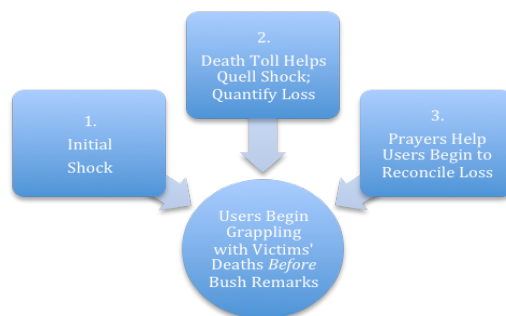 1.
Initial
Shock
2.
Death Toll Helps
Quell Shock;
Quantify Loss
3.
Prayers Help
Users Begin to
Reconcile Loss
Users Begin
Grappling
with Victims'
Deaths Before
Bush Remarks